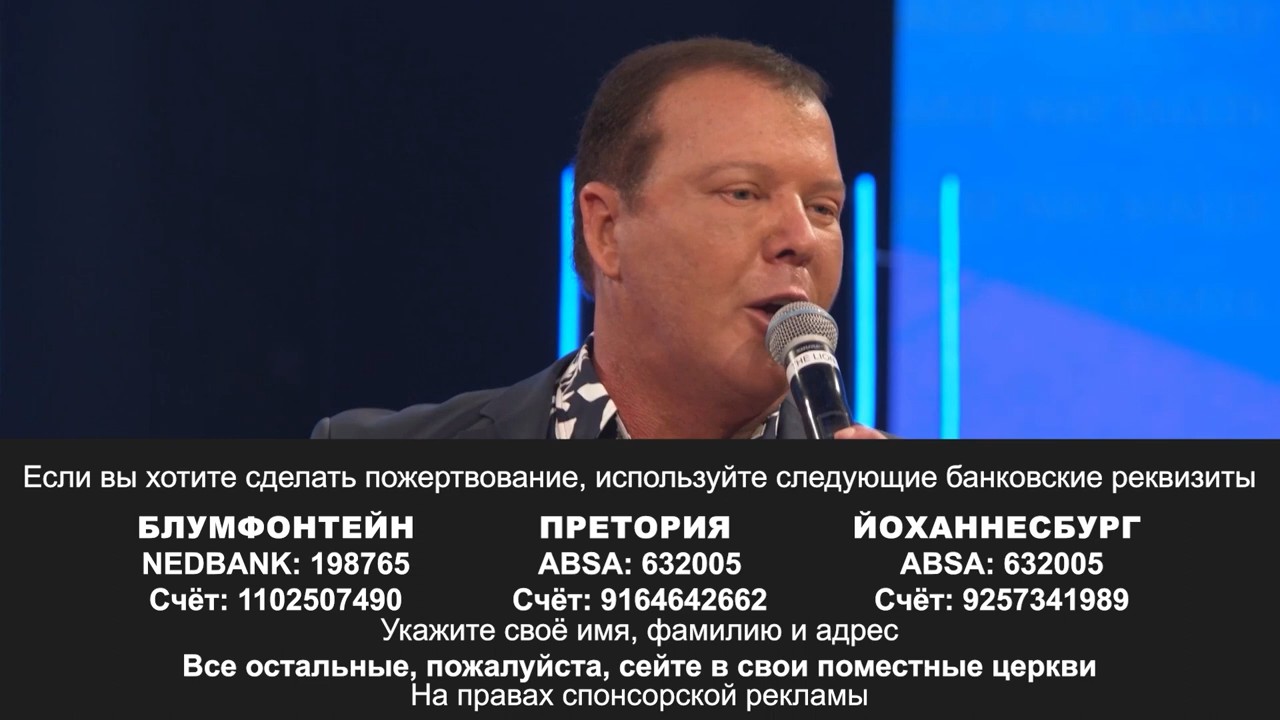 HE LIO
Если вы хотите сделать пожертвование, используйте следующие банковские реквизиты
БЛУМФОНТЕЙН
NEDBANK: 198765
Счёт: 1102507490
ПРЕТОРИЯ
ABSA: 632005
Счёт: 9164642662
ЙОХАННЕСБУРГ
ABSA: 632005
Счёт: 9257341989
Укажите своё имя, фамилию и адрес
Все остальные, пожалуйста, сейте в свои поместные церкви
На правах спонсорской рекламы